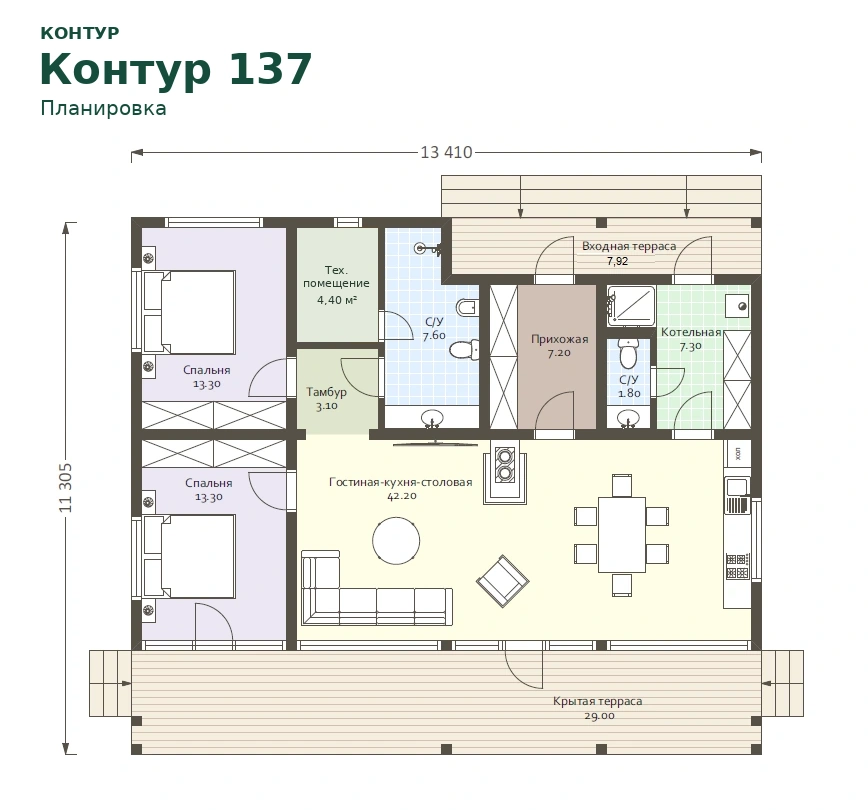 КОНТУР
Контур 137
Планировка
13 410
Входная терраса
7,92
Тех.
помещение
4,40 м²
С/У
7.60
Прихожая
7.20
Котельная
7.30
Спальня
13.30
С/У
1.80
Тамбур
3.10
хол
11 305
Спальня
13.30
Гостиная-кухня-столовая
42.20
Крытая терраса
29.00